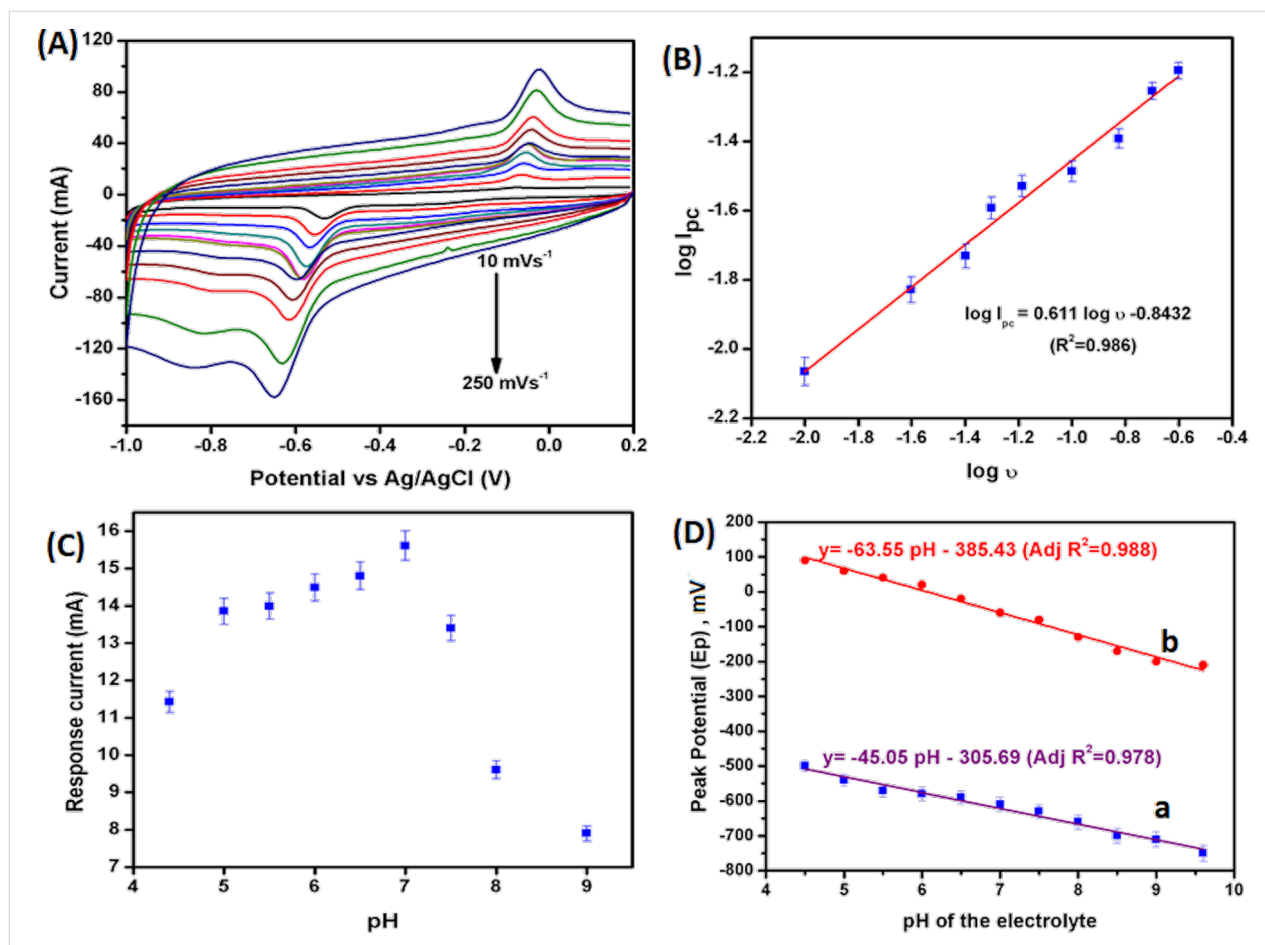 (A)
120
80
40
0
-40
-80
-120
-160
Current (mA)
10 mVs⁻¹
250 mVs⁻¹
-1.0 -0.8 -0.6 -0.4 -0.2 0.0 0.2
Potential vs Ag/AgCl (V)
(B)
-1.2
-1.4
-1.6
-1.8
-2.0
-2.2
log Ipc
log Ipc = 0.611 log υ -0.8432
(R²=0.986)
-2.2 -2.0 -1.8 -1.6 -1.4 -1.2 -1.0 -0.8 -0.6 -0.4
log υ
(C)
16
15
14
13
12
11
10
9
8
7
Response current (mA)
4 5 6 7 8 9
pH
(D)
200
100
0
-100
-200
-300
-400
-500
-600
-700
-800
Peak Potential (Ep) , mV
y= -63.55 pH - 385.43 (Adj R²=0.988)
b
y= -45.05 pH - 305.69 (Adj R²=0.978)
a
4 5 6 7 8 9 10
pH of the electrolyte